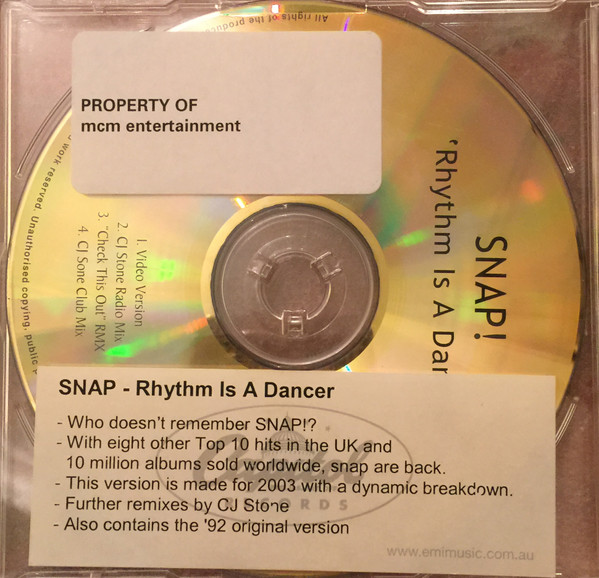 All rights of the produc
PROPERTY OF
mcm entertainment
work reserved. Unauthorised copying, public
SNAP!
'Rhythm Is A Dan
1. Video Version
2. CJ Stone Radio Mix
3. "Check This Out" RMX
4. CJ Sone Club Mix
SNAP - Rhythm Is A Dancer
- Who doesn't remember SNAP!?
- With eight other Top 10 hits in the UK and
10 million albums sold worldwide, snap are back.
- This version is made for 2003 with a dynamic breakdown.
- Further remixes by CJ Stone
- Also contains the '92 original version
Capitol
RECORDS
www.emimusic.com.au